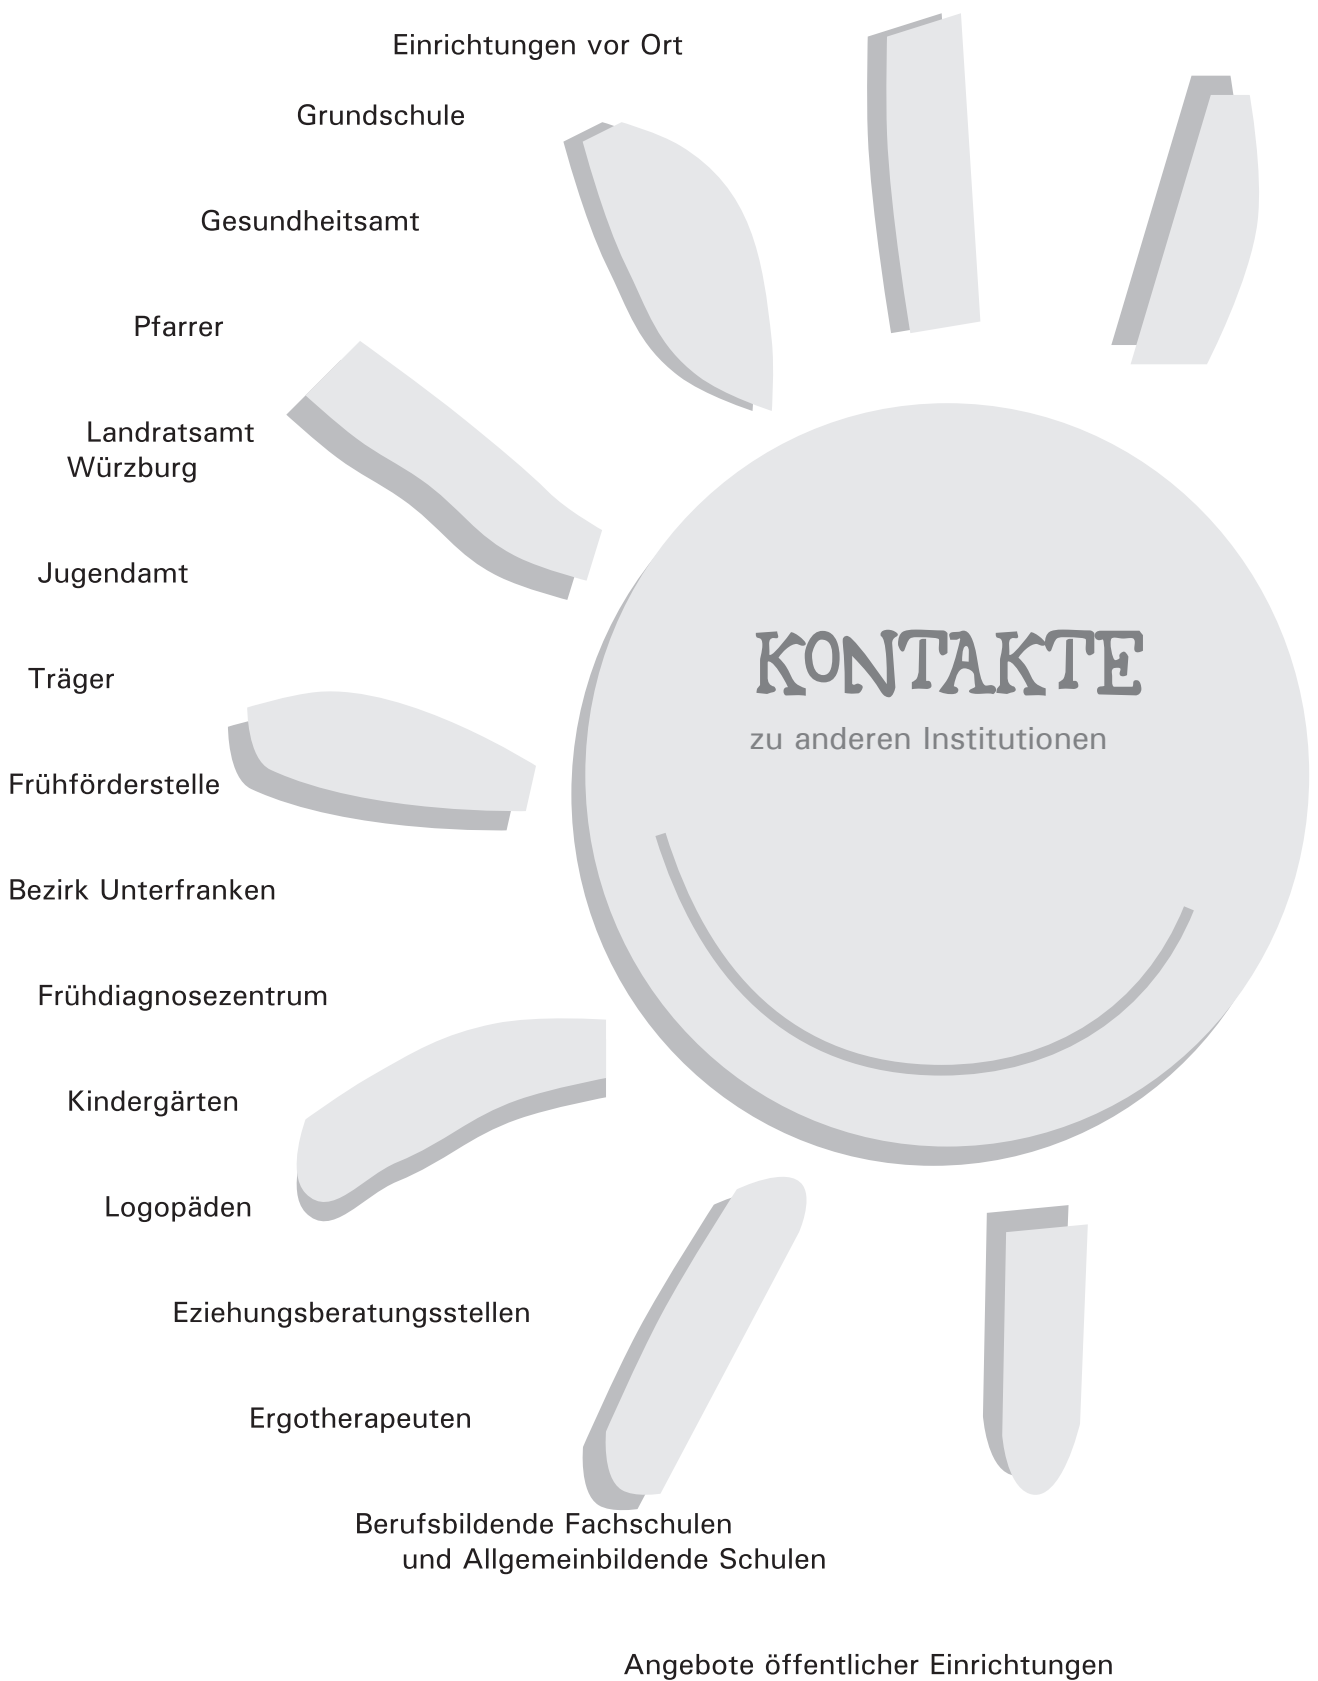 Einrichtungen vor Ort
Grundschule
Gesundheitsamt
Pfarrer
Landratsamt
Würzburg
Jugendamt
Träger
Frühförderstelle
Bezirk Unterfranken
Frühdiagnosezentrum
Kindergärten
Logopäden
Eziehungsberatungsstellen
Ergotherapeuten
Berufsbildende Fachschulen
und Allgemeinbildende Schulen
Angebote öffentlicher Einrichtungen
KONTAKTE
zu anderen Institutionen